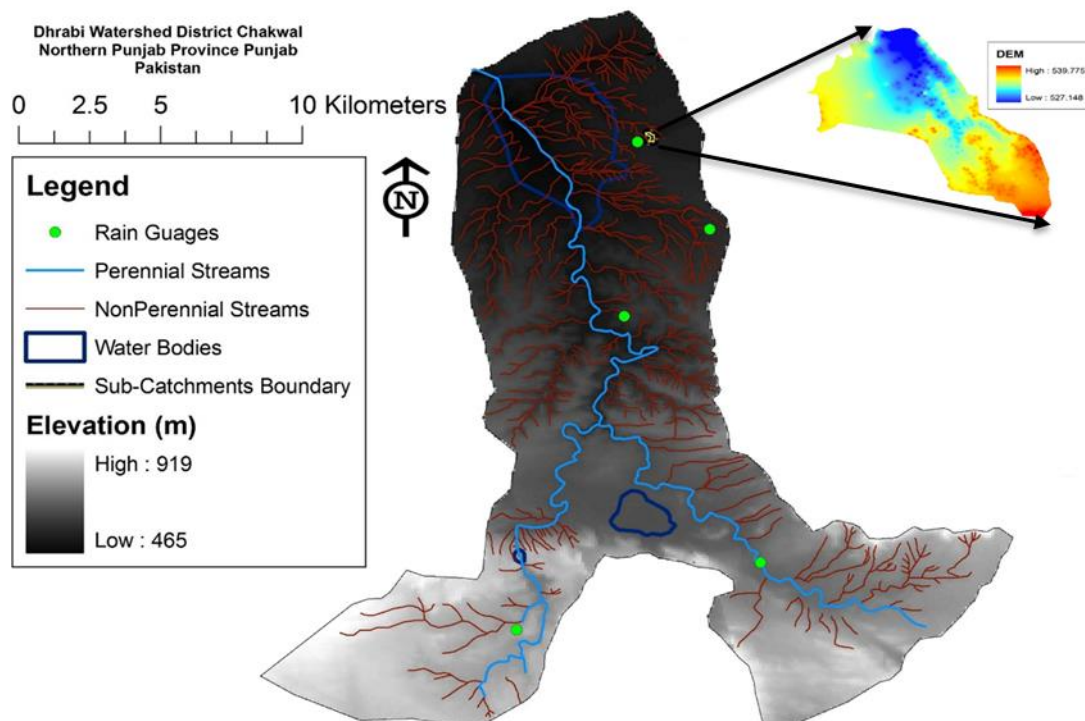 Dhrabi Watershed District Chakwal
Northern Punjab Province Punjab
Pakistan
0 2.5 5 10 Kilometers
N
Legend
Rain Guages
Perennial Streams
NonPerennial Streams
Water Bodies
Sub-Catchments Boundary
Elevation (m)
High : 919
Low : 465
DEM
High : 539.775
Low : 527.148